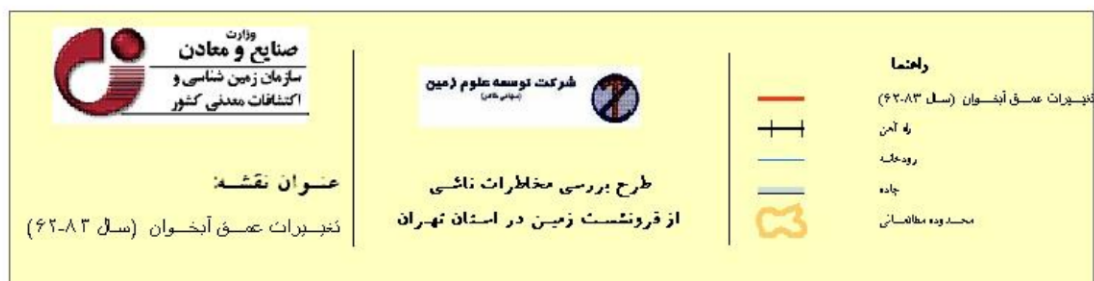 راهنما
تغییرات عمق آبخوان (سال ۸۳-۶۲)
راه آهن
رودخانه
جاده
محدوده مطالعاتی
شرکت توسعه علوم زمین
(سهامی خاص)
طرح بررسی مخاطرات ناشی
از فرونشست زمین در استان تهران
وزارت
صنایع و معادن
سازمان زمین شناسی و
اکتشافات معدنی کشور
عنوان نقشه:
تغییرات عمق آبخوان (سال ۸۳-۶۲)